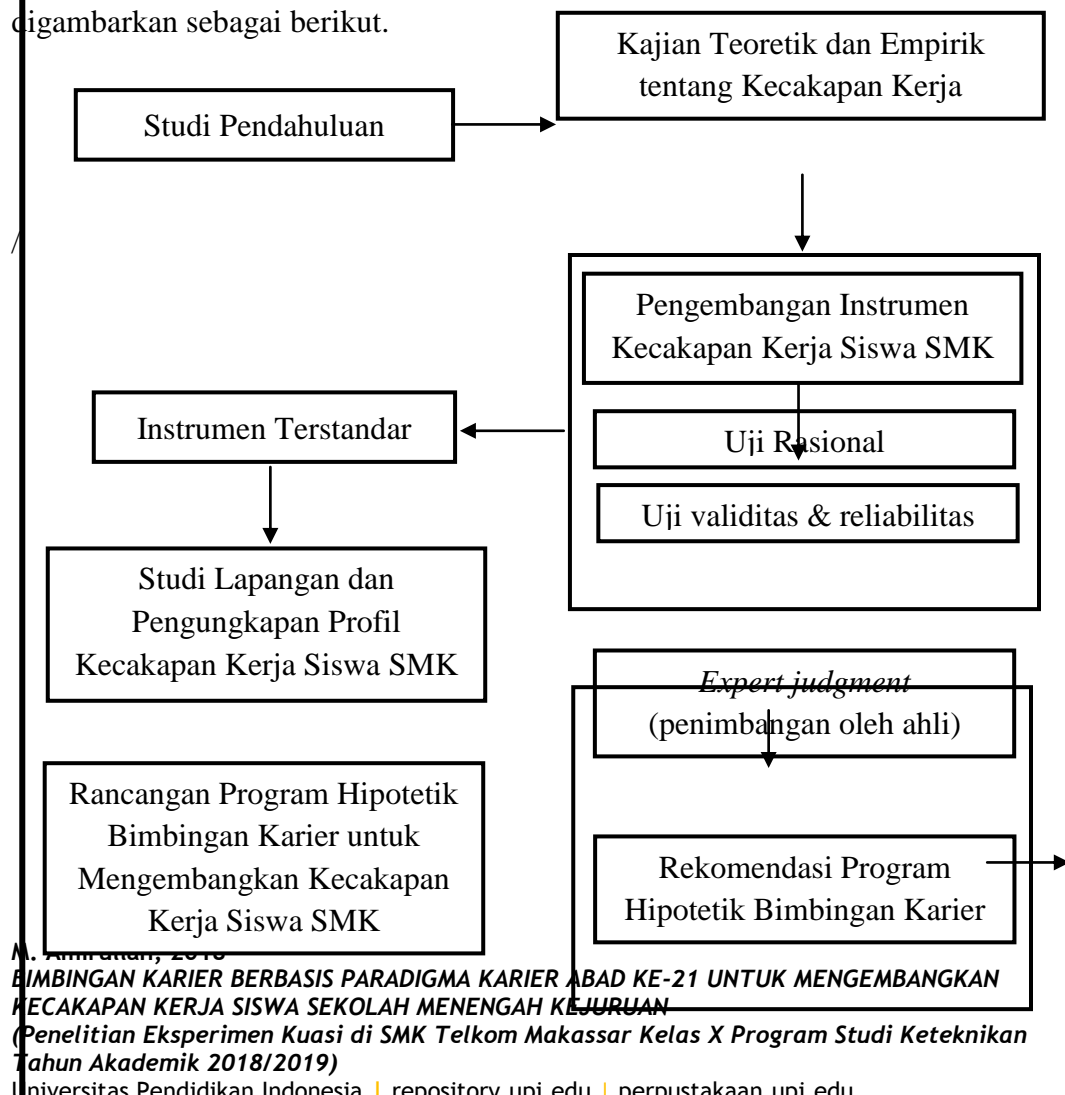 digambarkan sebagai berikut.
Kajian Teoretik dan Empirik
tentang Kecakapan Kerja
Studi Pendahuluan
/
Pengembangan Instrumen
Kecakapan Kerja Siswa SMK
Instrumen Terstandar
Uji Rasional
Uji validitas & reliabilitas
Studi Lapangan dan
Pengungkapan Profil
Kecakapan Kerja Siswa SMK
Expert judgment
(penimbangan oleh ahli)
Rancangan Program Hipotetik
Bimbingan Karier untuk
Mengembangkan Kecakapan
Kerja Siswa SMK
Rekomendasi Program
Hipotetik Bimbingan Karier
M. Amirullah, 2018
BIMBINGAN KARIER BERBASIS PARADIGMA KARIER ABAD KE-21 UNTUK MENGEMBANGKAN
KECAKAPAN KERJA SISWA SEKOLAH MENENGAH KEJURUAN
(Penelitian Eksperimen Kuasi di SMK Telkom Makassar Kelas X Program Studi Keteknikan
Tahun Akademik 2018/2019)
Universitas Pendidikan Indonesia | repository.upi.edu | perpustakaan.upi.edu